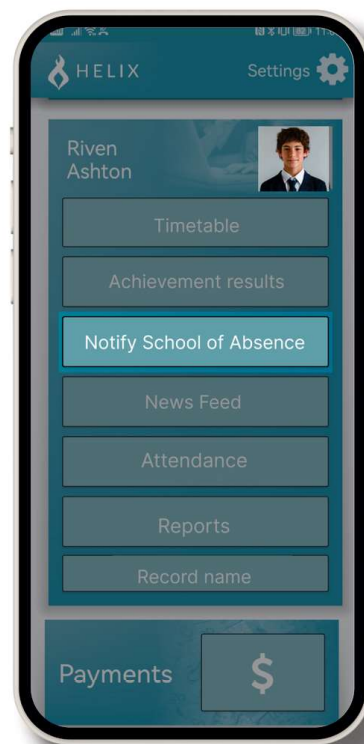 HELIX
Settings
Riven
Ashton
Timetable
Achievement results
Notify School of Absence
News Feed
Attendance
Reports
Record name
Payments
$